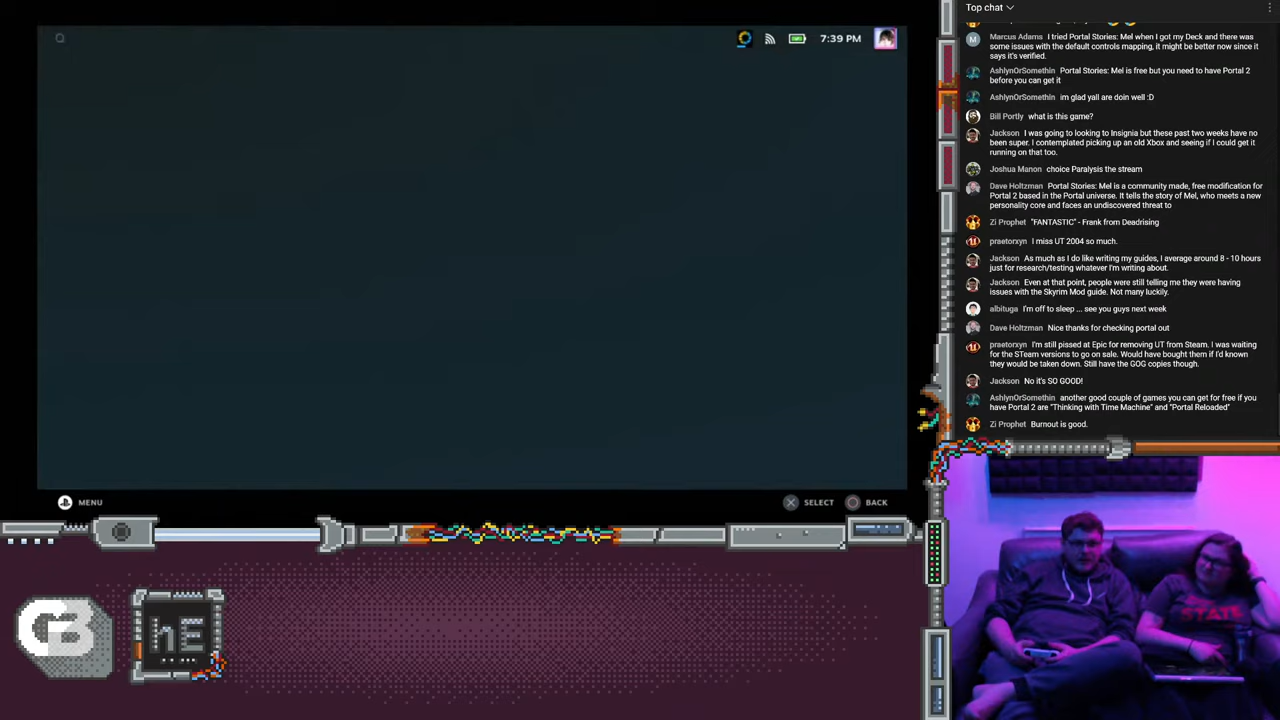 7:39 PM
MENU
SELECT
BACK
GB
hE
Top chat
Marcus Adams I tried Portal Stories: Mel when I got my Deck and there was
some issues with the default controls mapping, it might be better now since it
says it's verified.
AshlynOrSomethin Portal Stories: Mel is free but you need to have Portal 2
before you can get it
AshlynOrSomethin im glad yall are doin well :D
Bill Portly what is this game?
Jackson I was going to looking to Insignia but these past two weeks have no
been super. I contemplated picking up an old Xbox and seeing if I could get it
running on that too.
Joshua Manon choice Paralysis the stream
Dave Holtzman Portal Stories: Mel is a community made, free modification for
Portal 2 based in the Portal universe. It tells the story of Mel, who meets a new
personality core and faces an undiscovered threat to
Zi Prophet "FANTASTIC" - Frank from Deadrising
praetorxyn I miss UT 2004 so much.
Jackson As much as I do like writing my guides, I average around 8 - 10 hours
just for research/testing whatever I'm writing about.
Jackson Even at that point, people were still telling me they were having
issues with the Skyrim Mod guide. Not many luckily.
albituga I'm off to sleep ... see you guys next week
Dave Holtzman Nice thanks for checking portal out
praetorxyn I'm still pissed at Epic for removing UT from Steam. I was waiting
for the STeam versions to go on sale. Would have bought them if I'd known
they would be taken down. Still have the GOG copies though.
Jackson No it's SO GOOD!
AshlynOrSomethin another good couple of games you can get for free if you
have Portal 2 are "Thinking with Time Machine" and "Portal Reloaded"
Zi Prophet Burnout is good.
STATE